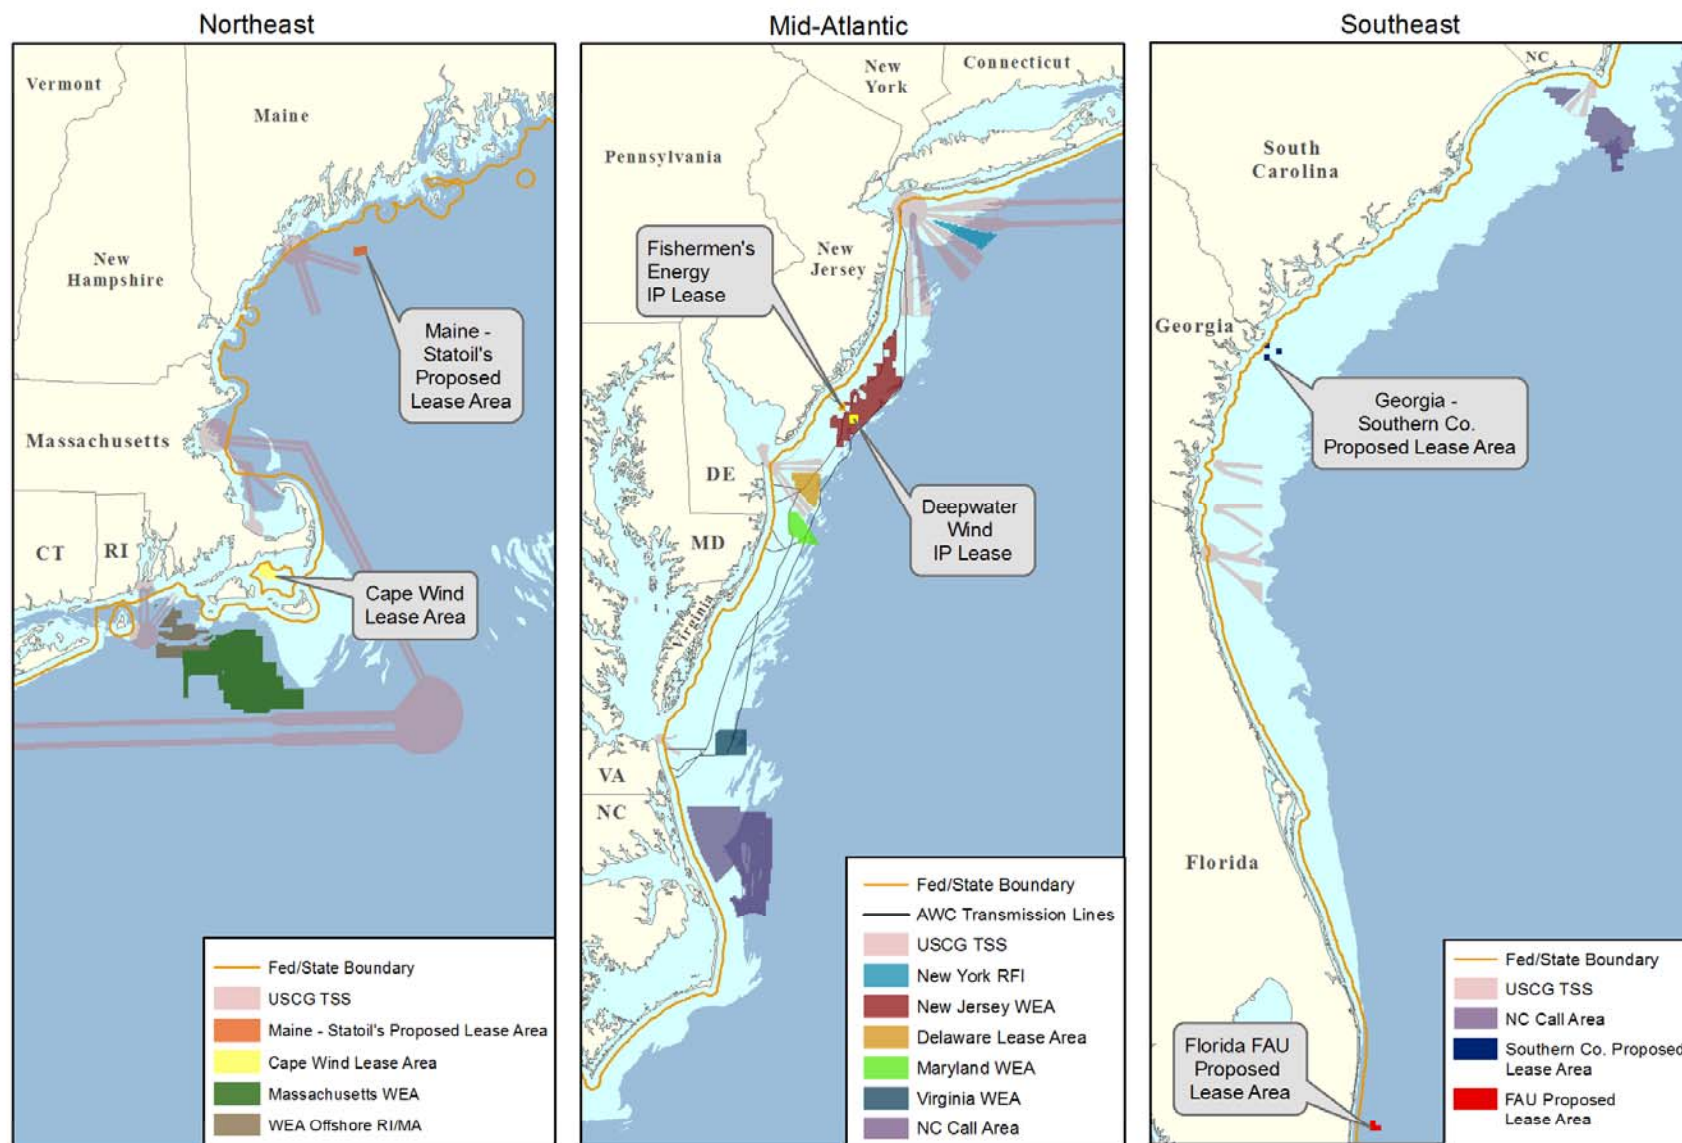 Northeast
Vermont
Maine
New
Hampshire
Maine -
Statoil's
Proposed
Lease Area
Massachusetts
CT
RI
Cape Wind
Lease Area
Fed/State Boundary
USCG TSS
Maine - Statoil's Proposed Lease Area
Cape Wind Lease Area
Massachusetts WEA
WEA Offshore RI/MA
Mid-Atlantic
New
York
Connecticut
Pennsylvania
Fishermen's
Energy
IP Lease
New
Jersey
DE
Deepwater
Wind
IP Lease
MD
Virginia
VA
NC
Fed/State Boundary
AWC Transmission Lines
USCG TSS
New York RFI
New Jersey WEA
Delaware Lease Area
Maryland WEA
Virginia WEA
NC Call Area
Southeast
NC
South
Carolina
Georgia
Georgia -
Southern Co.
Proposed Lease Area
Florida
Florida FAU
Proposed
Lease Area
Fed/State Boundary
USCG TSS
NC Call Area
Southern Co. Proposed
Lease Area
FAU Proposed
Lease Area